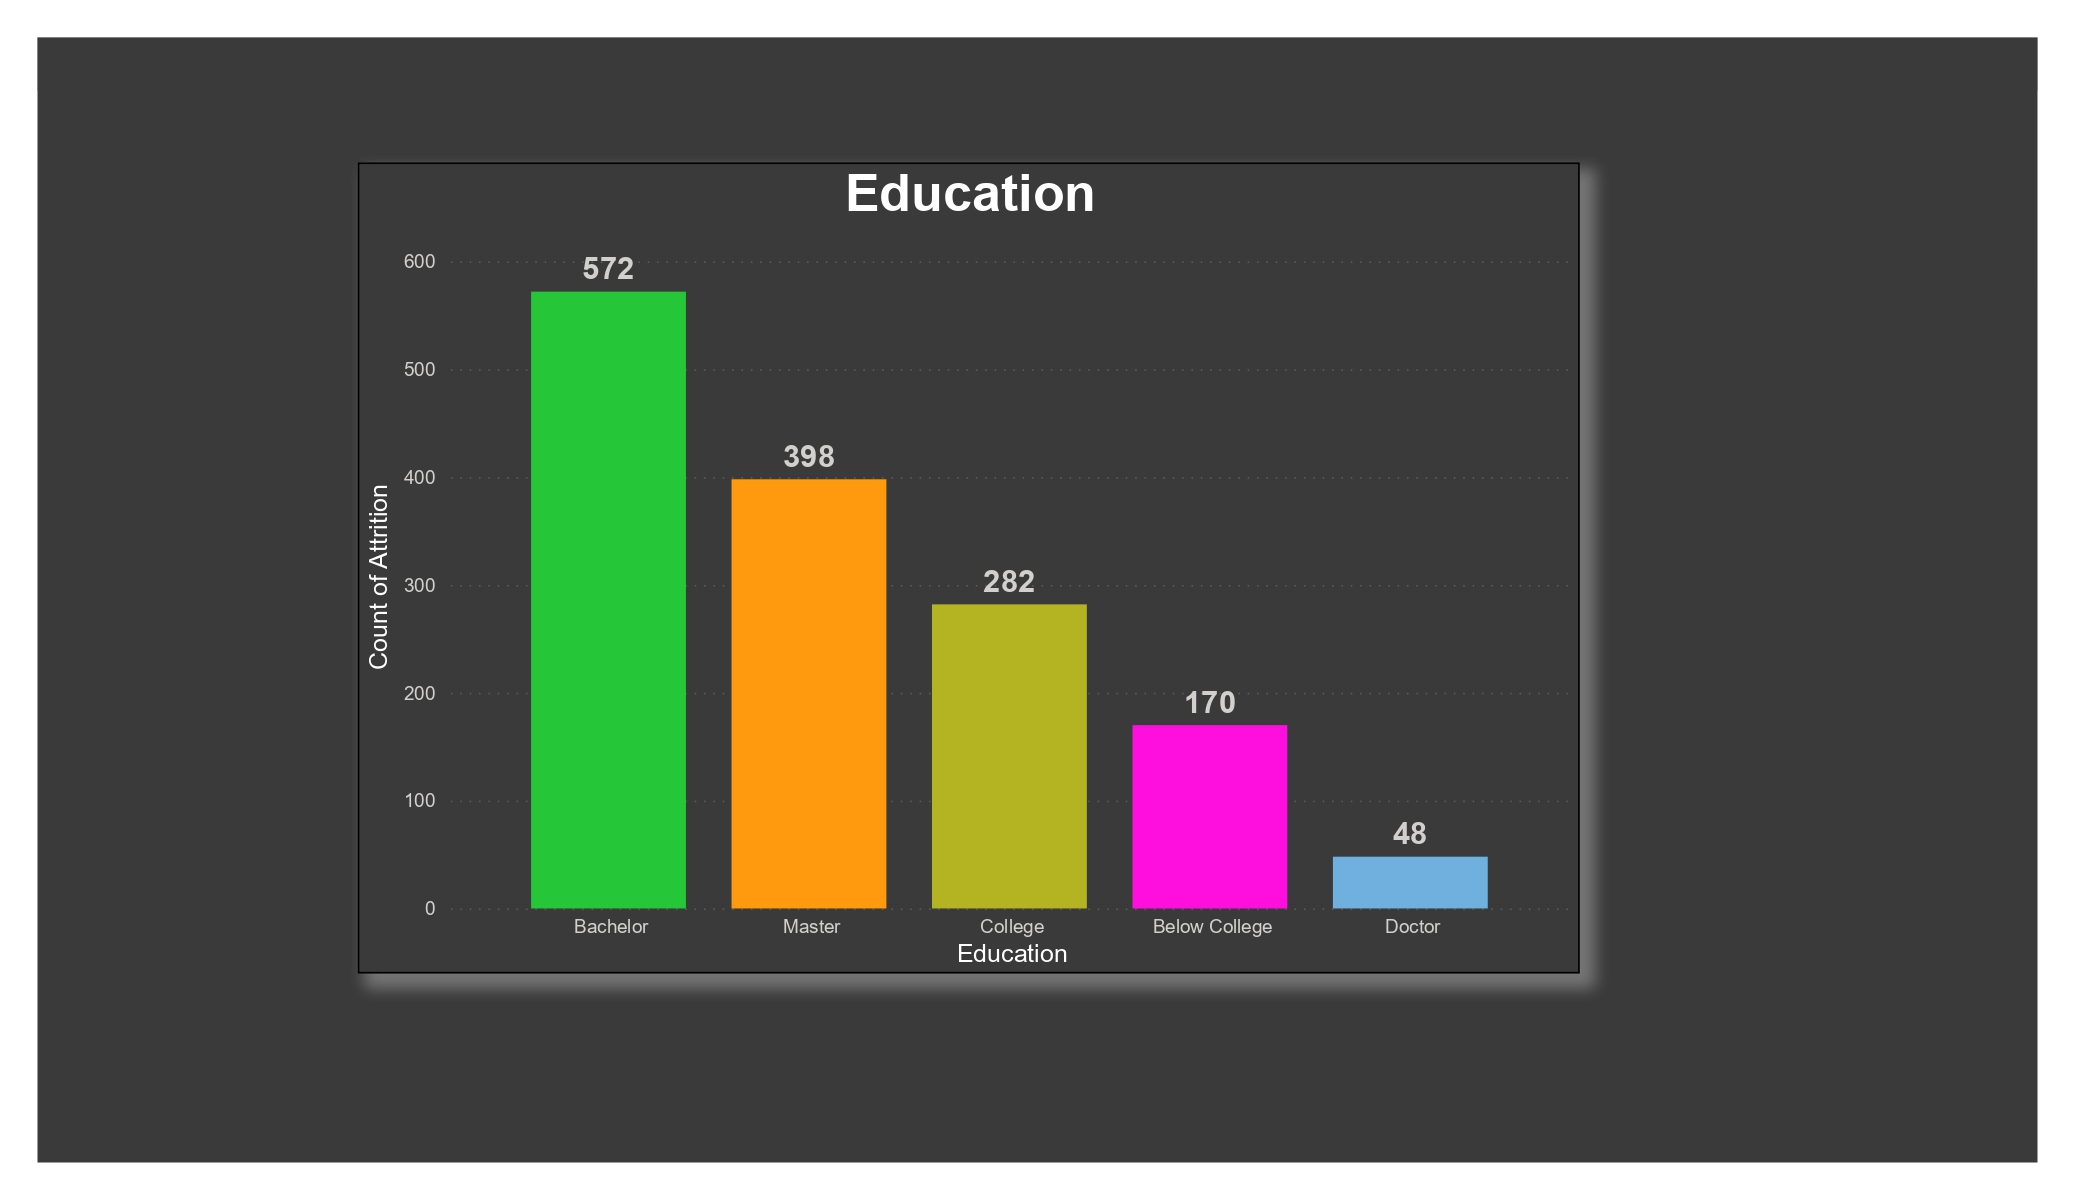 Education
600
500
400
300
200
100
0
Count of Attrition
572
398
282
170
48
Bachelor
Master
College
Below College
Doctor
Education